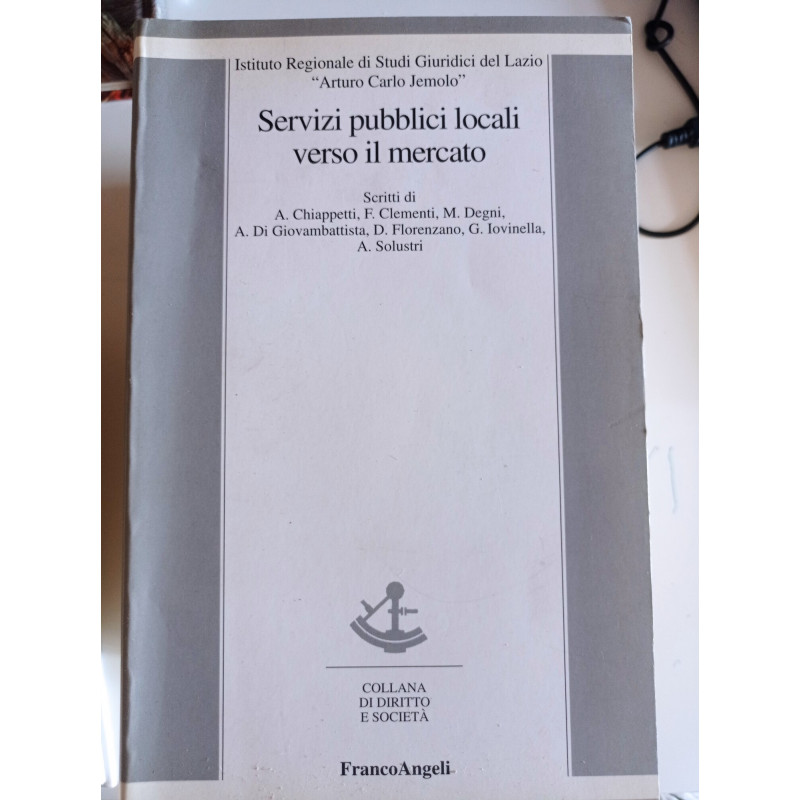 Istituto Regionale di Studi Giuridici del Lazio
“Arturo Carlo Jemolo”
Servizi pubblici locali
verso il mercato
Scritti di
A. Chiappetti, F. Clementi, M. Degni,
A. Di Giovambattista, D. Florenzano, G. Iovinella,
A. Solustri
COLLANA
DI DIRITTO
E SOCIETÀ
FrancoAngeli